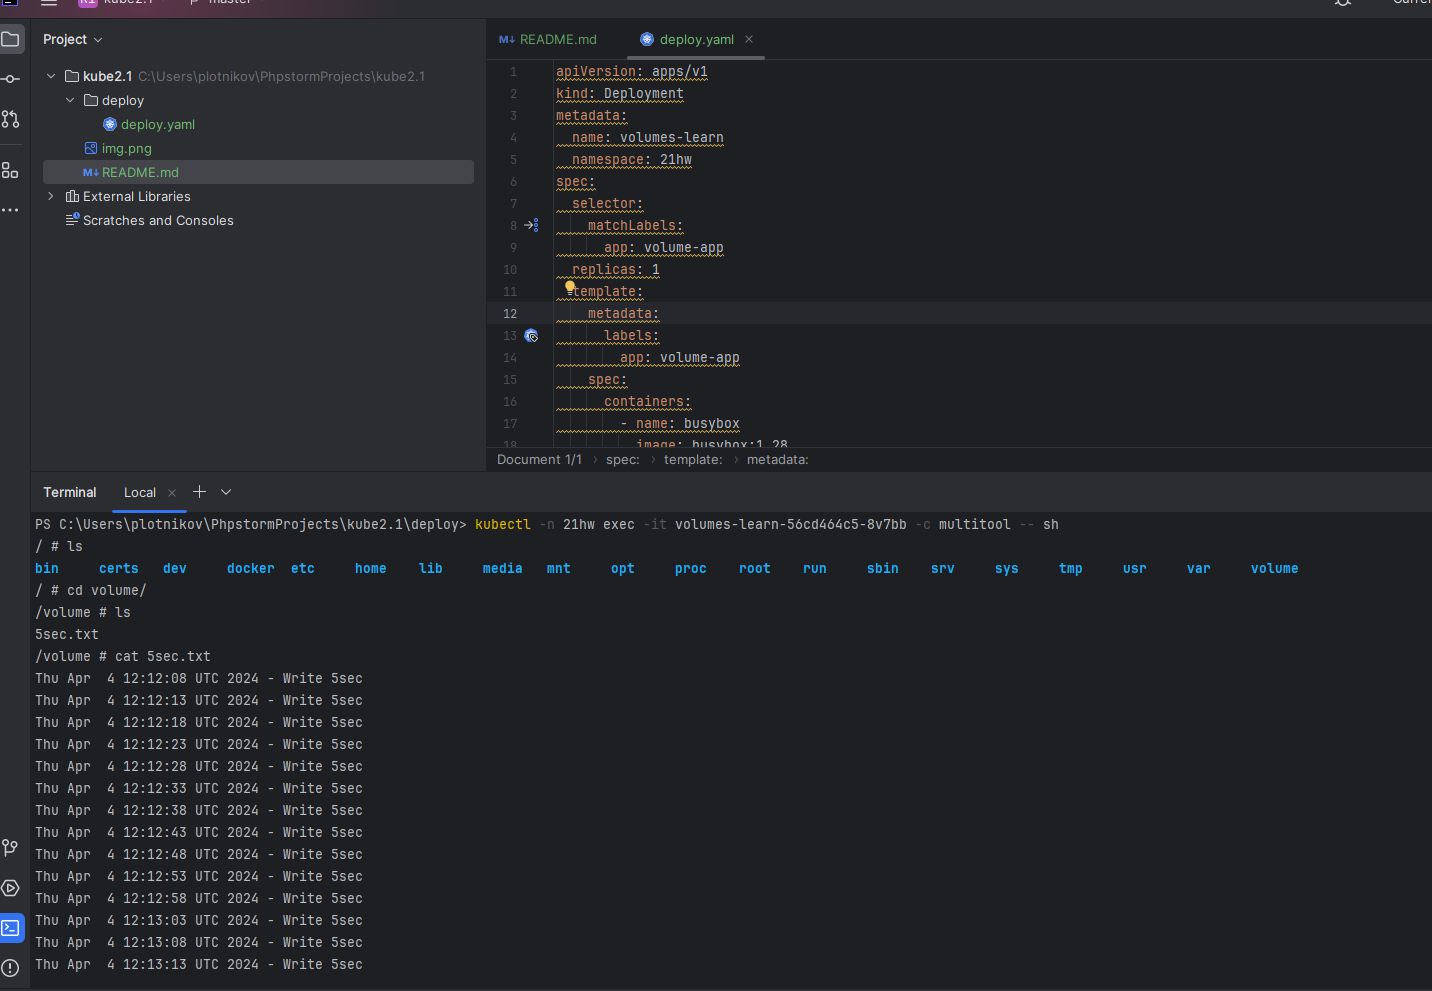 kube2.1
master
Project
kube2.1 C:\Users\plotnikov\PhpstormProjects\kube2.1
deploy
deploy.yaml
img.png
README.md
External Libraries
Scratches and Consoles
README.md deploy.yaml
1 apiVersion: apps/v1
2 kind: Deployment
3 metadata:
4 name: volumes-learn
5 namespace: 21hw
6 spec:
7 selector:
8 matchLabels:
9 app: volume-app
10 replicas: 1
11 template:
12 metadata:
13 labels:
14 app: volume-app
15 spec:
16 containers:
17 - name: busybox
18 image: busybox:1.28
Document 1/1 › spec: › template: › metadata:
Terminal Local
PS C:\Users\plotnikov\PhpstormProjects\kube2.1\deploy> kubectl -n 21hw exec -it volumes-learn-56cd464c5-8v7bb -c multitool -- sh
/ # ls
bin certs dev docker etc home lib media mnt opt proc root run sbin srv sys tmp usr var volume
/ # cd volume/
/volume # ls
5sec.txt
/volume # cat 5sec.txt
Thu Apr  4 12:12:08 UTC 2024 - Write 5sec
Thu Apr  4 12:12:13 UTC 2024 - Write 5sec
Thu Apr  4 12:12:18 UTC 2024 - Write 5sec
Thu Apr  4 12:12:23 UTC 2024 - Write 5sec
Thu Apr  4 12:12:28 UTC 2024 - Write 5sec
Thu Apr  4 12:12:33 UTC 2024 - Write 5sec
Thu Apr  4 12:12:38 UTC 2024 - Write 5sec
Thu Apr  4 12:12:43 UTC 2024 - Write 5sec
Thu Apr  4 12:12:48 UTC 2024 - Write 5sec
Thu Apr  4 12:12:53 UTC 2024 - Write 5sec
Thu Apr  4 12:12:58 UTC 2024 - Write 5sec
Thu Apr  4 12:13:03 UTC 2024 - Write 5sec
Thu Apr  4 12:13:08 UTC 2024 - Write 5sec
Thu Apr  4 12:13:13 UTC 2024 - Write 5sec